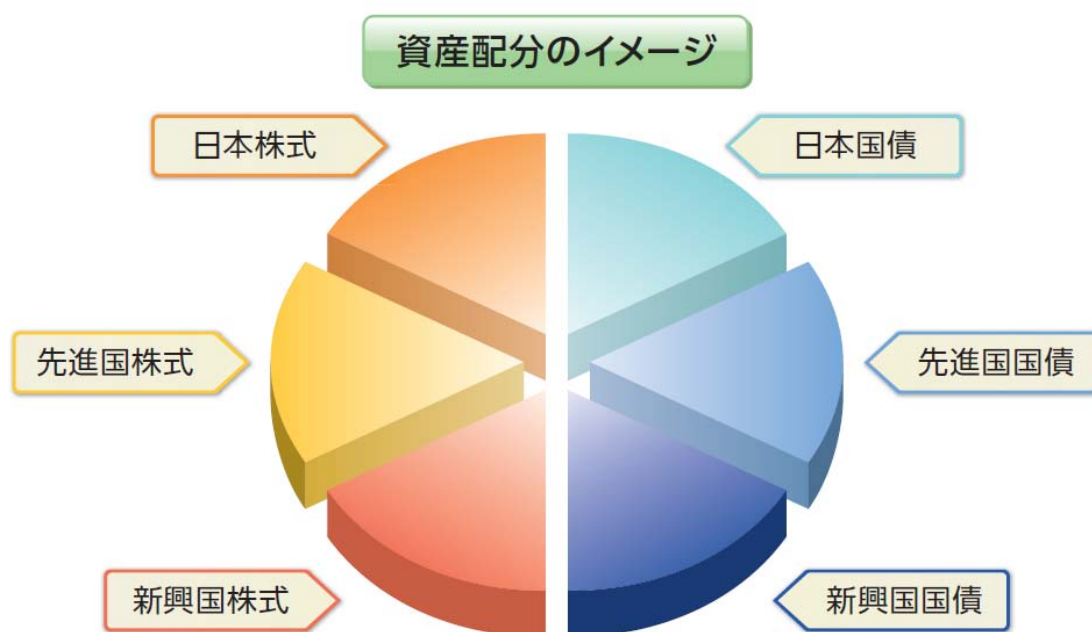 資産配分のイメージ
日本株式
日本国債
先進国株式
先進国国債
新興国株式
新興国国債